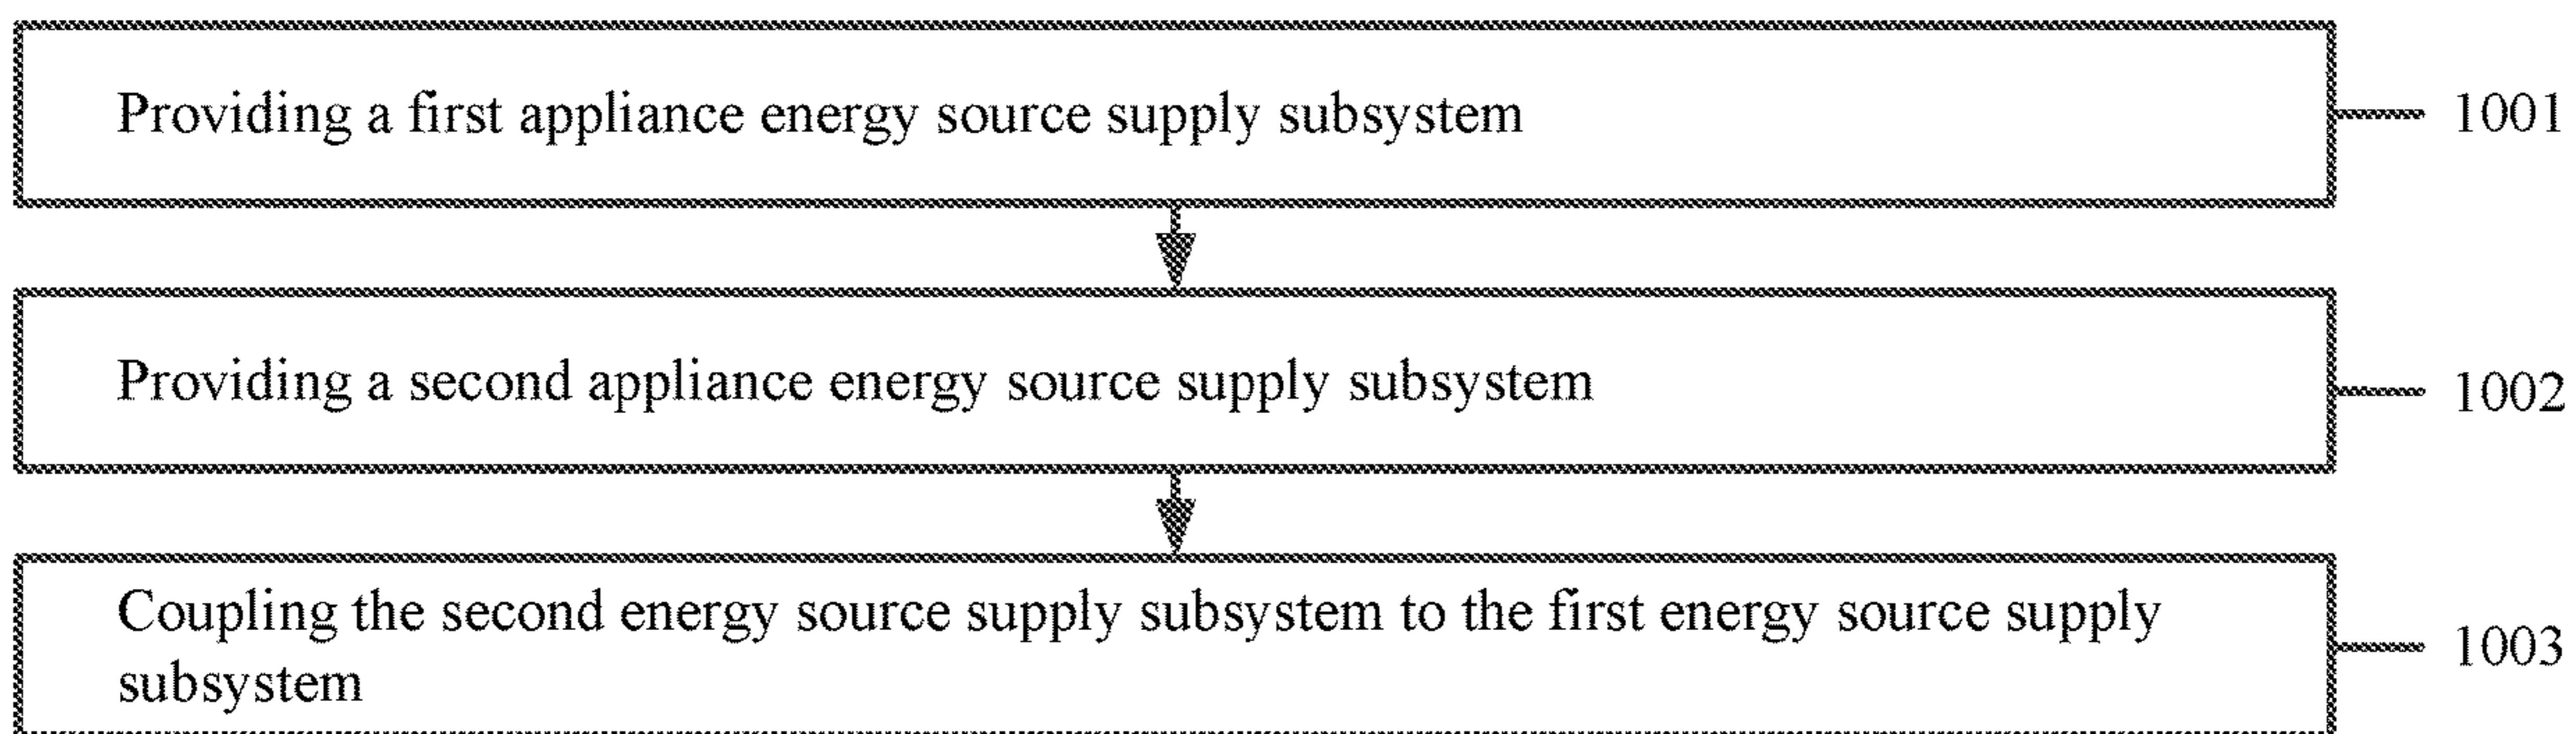 Providing a first appliance energy source supply subsystem
1001
Providing a second appliance energy source supply subsystem
1002
Coupling the second energy source supply subsystem to the first energy source supply
subsystem
1003